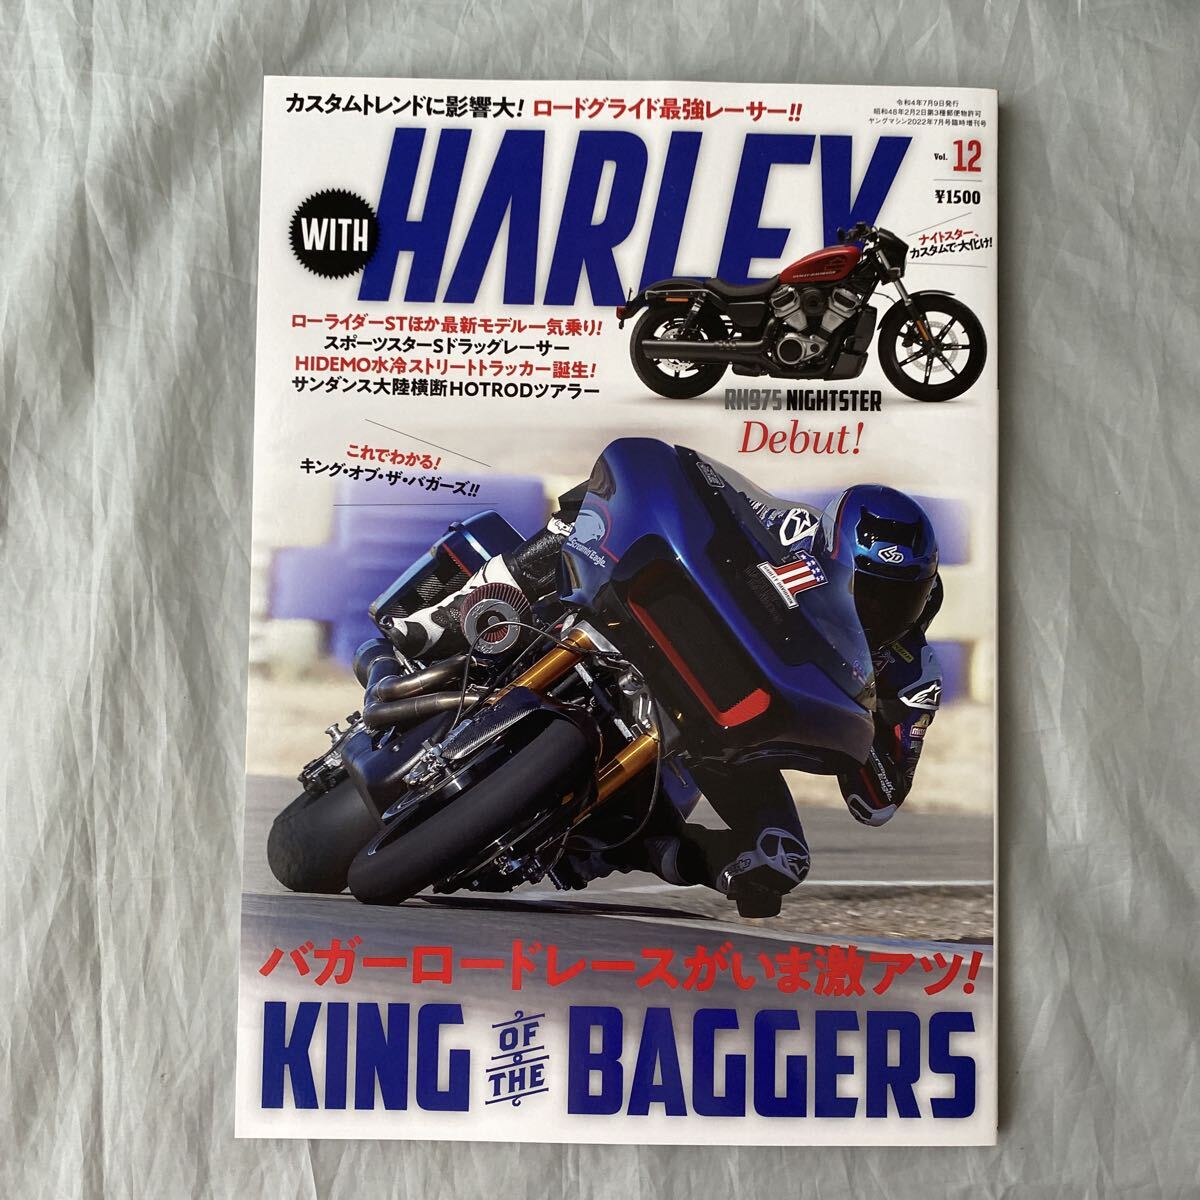 カスタムトレンドに影響大! ロードグライド最強レーサー!!
令和4年7月9日発行
昭和48年2月2日第3種郵便物許可
ヤングマシン2022年7月号臨時増刊号
WITH
HARLEY
Vol. 12
¥1500
ナイトスター、
カスタムで大化け!
ローライダーSTほか最新モデル一気乗り!
スポーツスターSドラッグレーサー
HIDEMO水冷ストリートトラッカー誕生!
サンダンス大陸横断HOTRODツアラー
RH975 NIGHTSTER
Debut!
これでわかる!
キング・オブ・ザ・バガーズ!!
Screamin' Eagle
バガーロードレースがいま激アツ!
KING OF THE BAGGERS